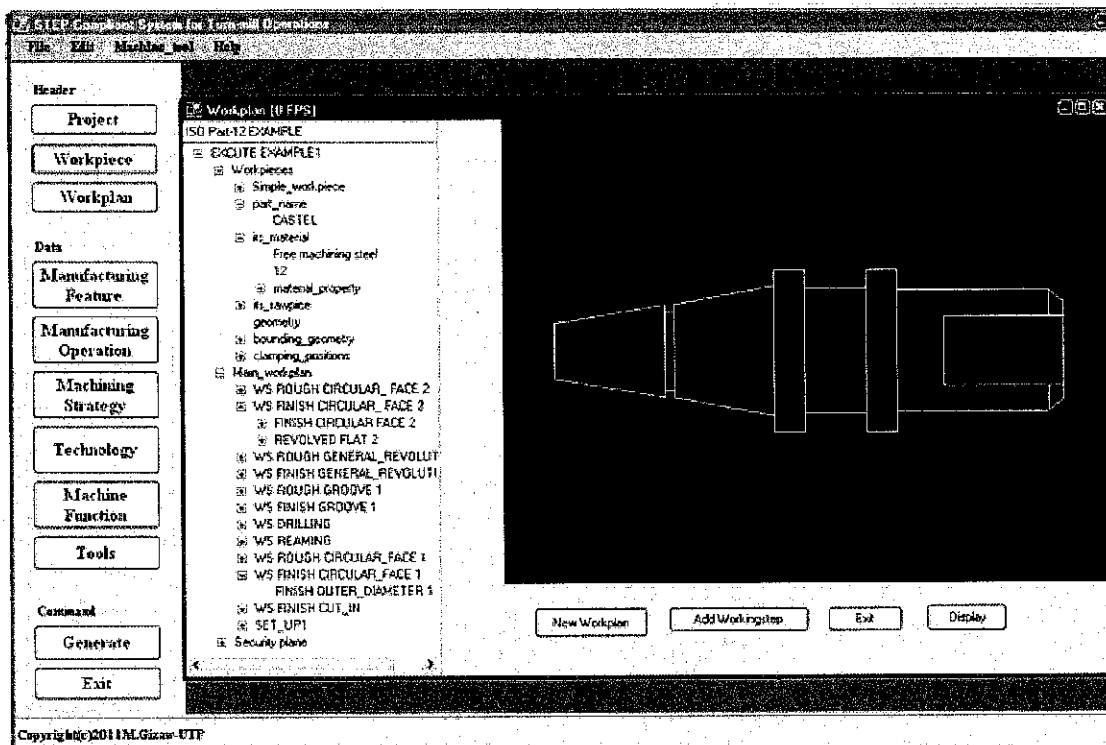 STEP Compliant System for Turn-mill Operations
File Edit Machine_tool Help
Header
Project
Workpiece
Workplan
Data
Manufacturing
Feature
Manufacturing
Operation
Machining
Strategy
Technology
Machine
Function
Tools
Command
Generate
Exit
Workplan [II EPS]
ISO Part-12 EXAMPLE
EXCUTE EXAMPLE1
Workpieces
Simple_workpiece
part_name
CASTEL
its_material
Free machining steel
12
material_property
its_rawpice
geometry
bounding_geometry
clamping_positions
Main_workplan
WS ROUGH CIRCULAR_FACE 2
WS FINISH CIRCULAR_FACE 2
FINISH CIRCULAR FACE 2
REVOLVED FLAT 2
WS ROUGH GENERAL_REVOLUT
WS FINISH GENERAL_REVOLUTI
WS ROUGH GROOVE 1
WS FINISH GROOVE 1
WS DRILLING
WS REAMING
WS ROUGH CIRCULAR_FACE 1
WS FINISH CIRCULAR_FACE 1
FINISH OUTER_DIAMETER 1
WS FINISH CUT_IN
SET_UP1
Security plane
New Workplan Add Workingstep Exit Display
Copyright(c)2011M.Gizaw-UTP